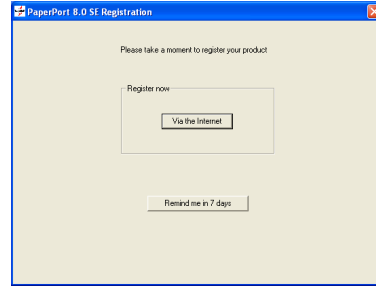 PaperPort 8.0 SE Registration
Please take a moment to register your product
Register now
Via the Internet
Remind me in 7 days